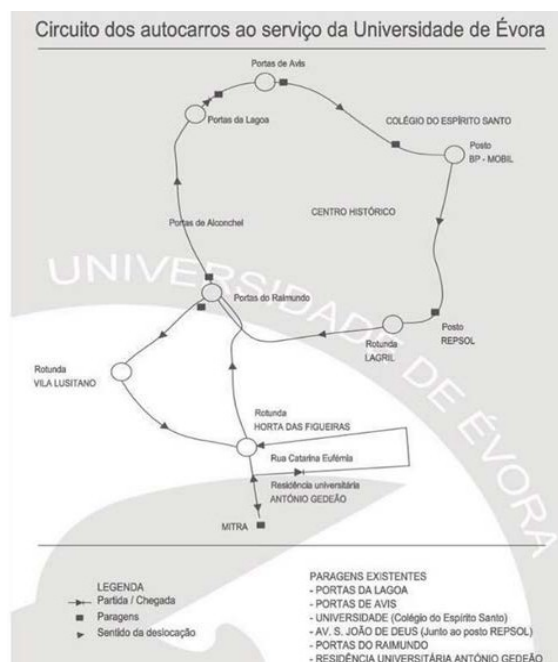 Circuito dos autocarros ao serviço da Universidade de Évora
Portas de Avis
Portas da Lagoa
COLÉGIO DO ESPÍRITO SANTO
Posto
BP - MOBIL
CENTRO HISTÓRICO
Portas de Alconchel
UNIVERSIDADE DE ÉVORA
Portas do Raimundo
Posto
REPSOL
Rotunda
LAGRIL
Rotunda
VILA LUSITANO
Rotunda
HORTA DAS FIGUEIRAS
Rua Catarina Eufémia
Residência universitária
ANTÓNIO GEDEÃO
MITRA
LEGENDA
Partida / Chegada
Paragens
Sentido da deslocação
PARAGENS EXISTENTES
- PORTAS DA LAGOA
- PORTAS DE AVIS
- UNIVERSIDADE (Colégio do Espírito Santo)
- AV. S. JOÃO DE DEUS (Junto ao posto REPSOL)
- PORTAS DO RAIMUNDO
- RESIDÊNCIA UNIVERSITÁRIA ANTÓNIO GEDEÃO